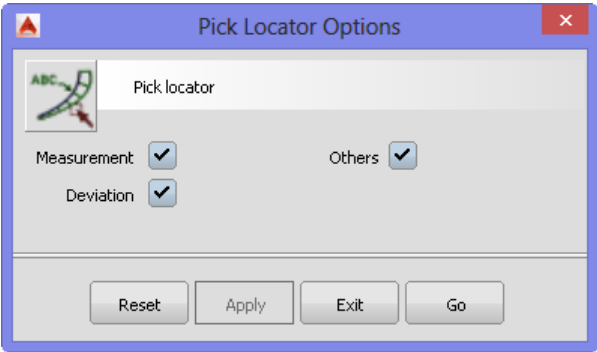 Pick Locator Options
ABC
Pick locator
Measurement
Others
Deviation
Reset Apply Exit Go